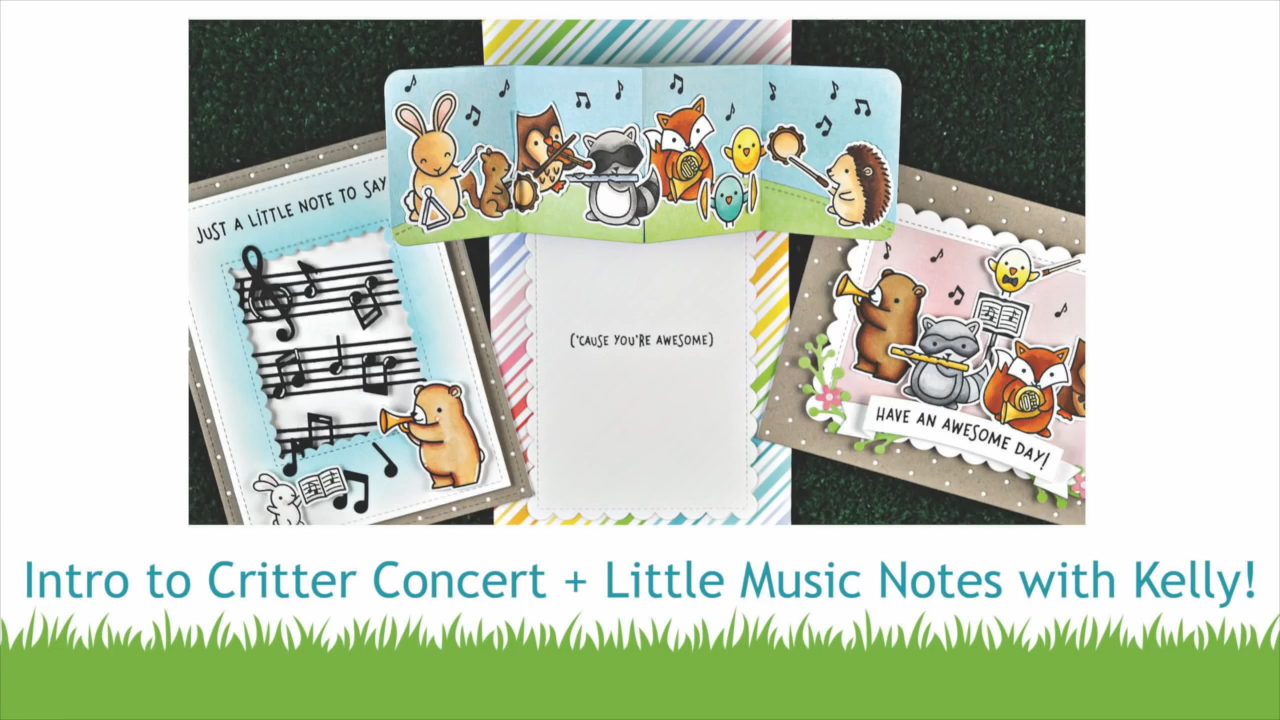 JUST A LITTLE NOTE TO SAY
('CAUSE YOU'RE AWESOME)
HAVE AN AWESOME DAY!
Intro to Critter Concert + Little Music Notes with Kelly!